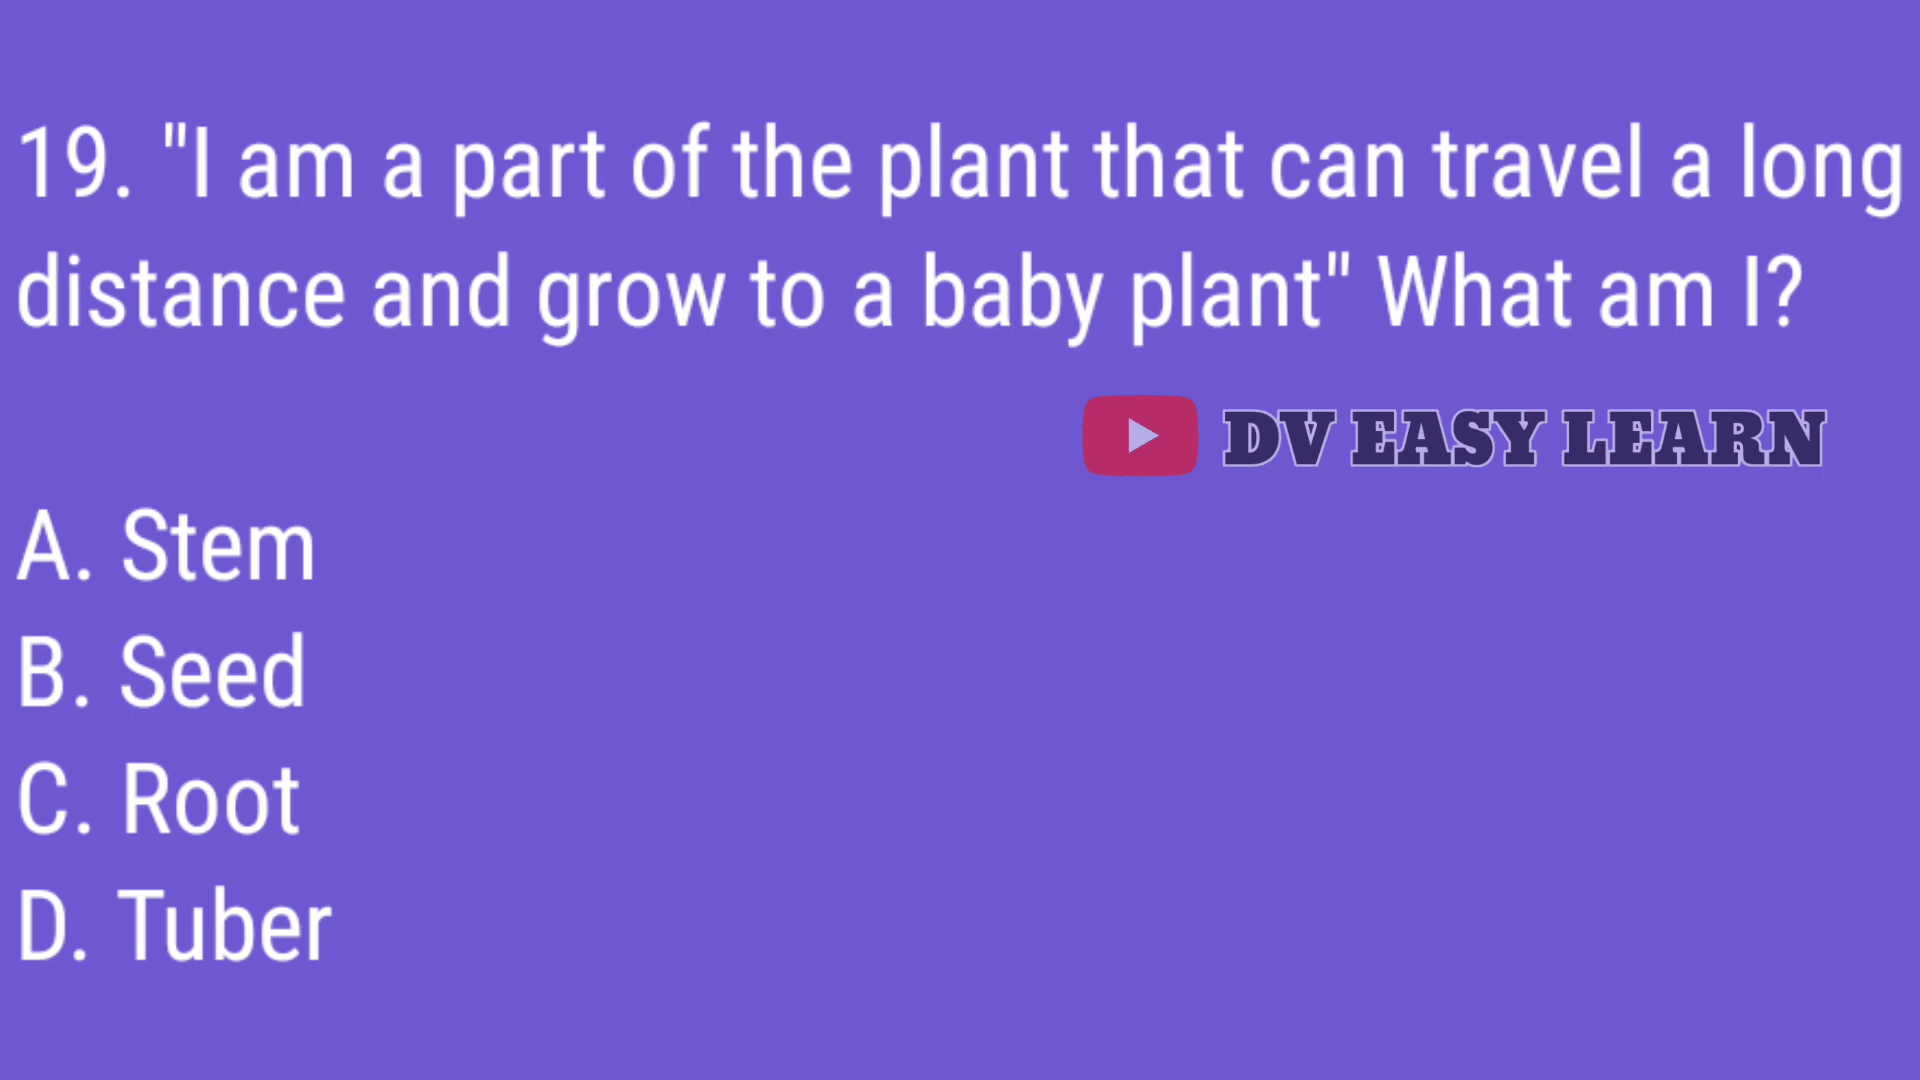 19. "I am a part of the plant that can travel a long
distance and grow to a baby plant" What am I?
DV EASY LEARN
A. Stem
B. Seed
C. Root
D. Tuber